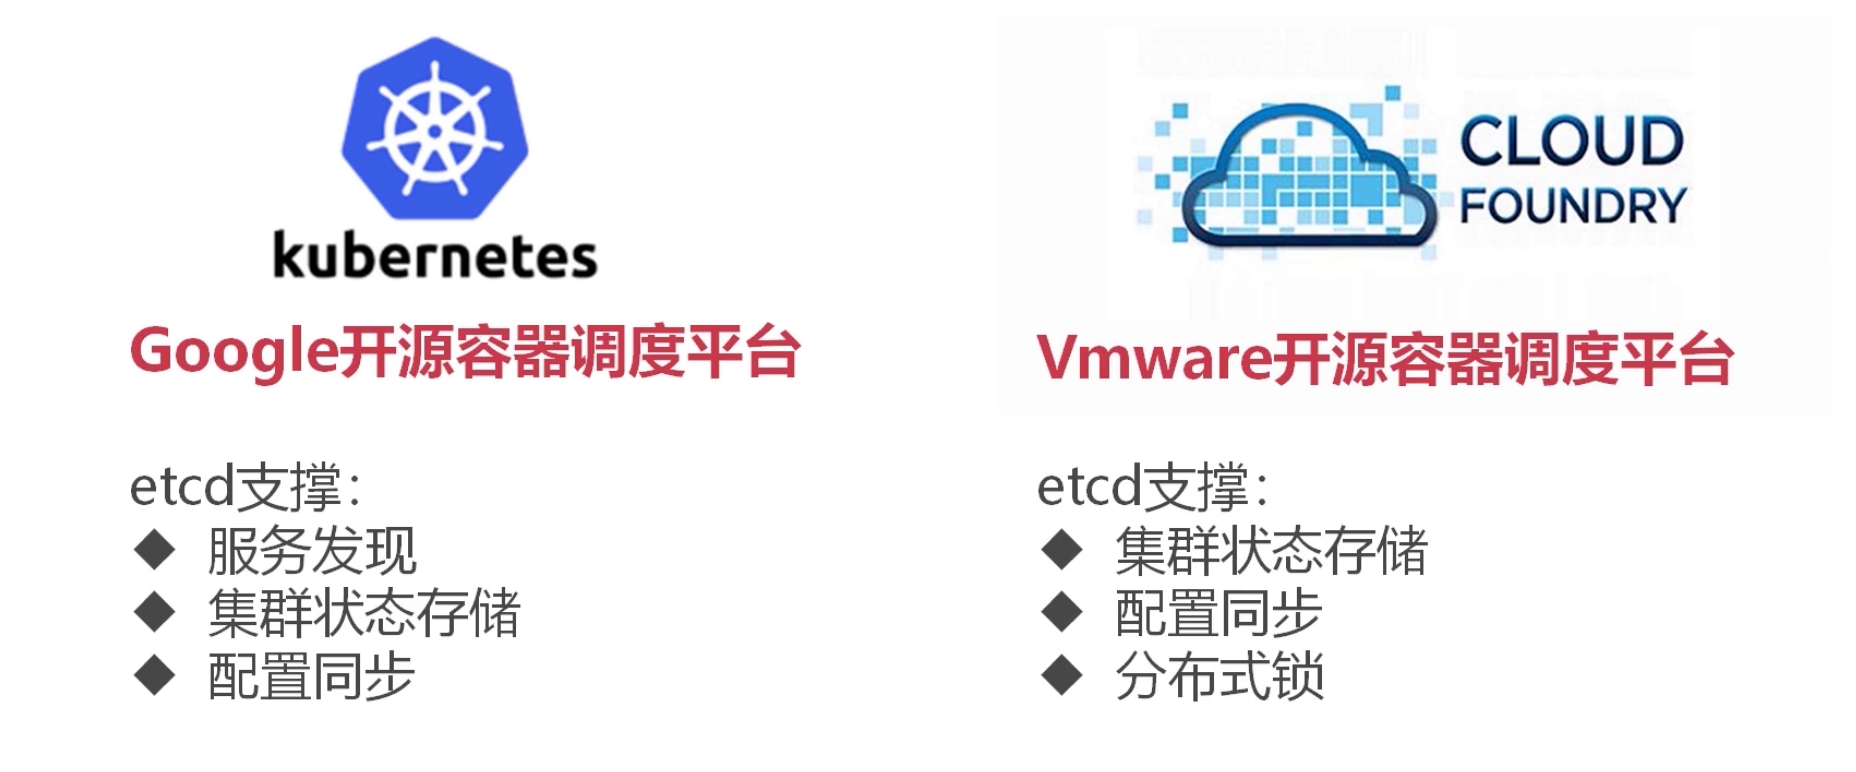 kubernetes
Google开源容器调度平台
etcd支撑：
◆ 服务发现
◆ 集群状态存储
◆ 配置同步
CLOUD
FOUNDRY
Vmware开源容器调度平台
etcd支撑：
◆ 集群状态存储
◆ 配置同步
◆ 分布式锁